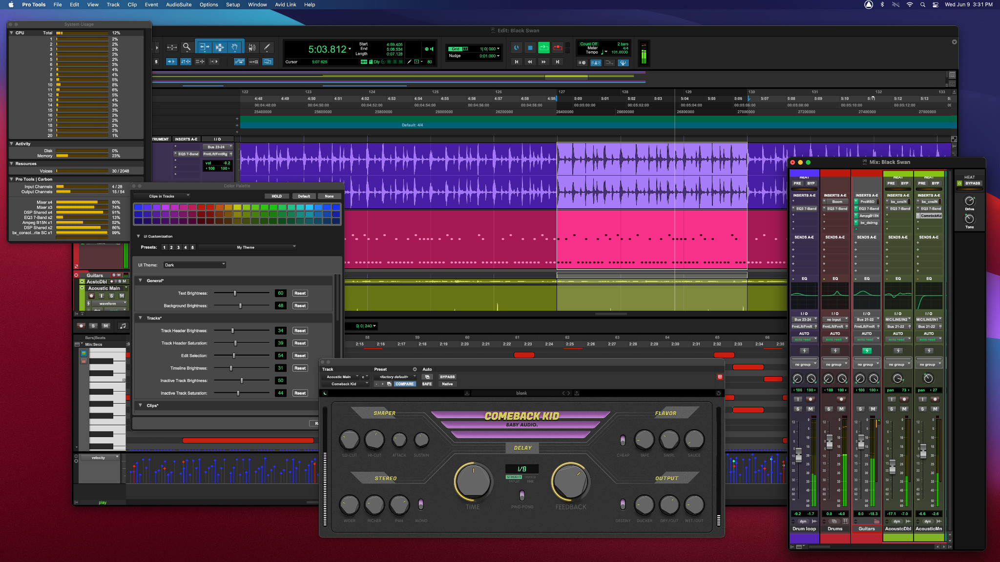 Pro Tools File Edit View Track Clip Event AudioSuite Options Setup Window Avid Link Help
Wed Jun 9 3:31 PM
System Usage
CPU Total 12%
1 2%
2 2%
3 2%
4 2%
5 2%
6 3%
7 4%
8 4%
9 5%
10 8%
11 6%
12 5%
13 4%
14 3%
15 3%
16 2%
17 2%
18 2%
19 2%
20 1%
Activity
Disk 0%
Memory 23%
Resources
Voices 30 / 2048
Pro Tools | Carbon
Input Channels 4 / 28
Output Channels 15 / 54
Mixer x4 80%
Mixer x3 74%
DSP Shared x4 91%
EQ3 7-Band x2 13%
Ampeg B15N x1 52%
DSP Shared x2 86%
bx_consol...rite SC x1 99%
Edit: Black Swan
5
5:03.812
Start 4:59.405
End 5:06.534
Length 0:07.128
Cursor 5:07.625
Dly
S M
80
Grid 1| 0| 000
Nudge 0:01.000
Count Off 2 bars
Meter 4/4
Tempo 101.0000
122 123 124 125 126 127 128 129 130 131 132 133
4:48 4:49 4:50 4:51 4:52 4:53 4:54 4:55 4:56 4:57 4:58 4:59 5:00 5:01 5:02 5:03 5:04 5:05 5:06 5:07 5:08 5:09 5:10 5:11 5:12 5:13 5:
00:04:48:00 00:04:50:00 00:04:52:00 00:04:54:00 00:04:56:00 00:04:58:00 00:05:00:00 00:05:02:00 00:05:04:00 00:05:06:00 00:05:08:00 00:05:10:00 00:05:12:00
25400000 25600000 25800000 26000000 26200000 26400000 26600000 26800000 27000000 27200000 27400000 27600000
Default: 4/4
TRUMENT INSERTS A-E I / O
EQ3 7-Band
Bus 23-24
FrntLft/FrntRg
vol -9.2
100 100
Color Palette
Clips in Tracks
HOLD Default None
UI Customization
Presets: 1 2 3 4 5 My Theme
UI Theme: Dark
General*
Text Brightness: 60 Reset
Background Brightness: 48 Reset
Tracks*
Track Header Brightness: 34 Reset
Track Header Saturation: 39 Reset
Edit Selection: 54 Reset
Timeline Brightness: 31 Reset
Inactive Track Brightness: 50
Inactive Track Saturation: 44 Reset
Clips*
Guitars S M
AcstcDbl I S M
Acoustic Main
I S M
waveform
dyn
S M
0| 0| 240
Bars|Beats
Min:Secs
58 59 60 61 62 63 64 65 66
2:15 2:16 2:17 2:18 2:19 2:20 2:21 2:22 2:23 2:24 2:25 2:26 2:27 2:28 2:29 2:30 2:31 2:32 2:33 2:34 2:35
velocity
play
Track Preset Auto
Acoustic Main c
<factory default>
BYPASS
Comeback Kid
- + COMPARE SAFE Native
blank
SHAPER
COMEBACK KID
BABY AUDIO.
FLAVOR
LO-CUT HI-CUT ATTACK SUSTAIN
DELAY
CHEAP TAPE SWIRL SAUCE
1/8
STRAIGHT DOTTED
TRIPLET FREE
STEREO
OUTPUT
TIME
PING-PONG
FEEDBACK
WIDER RICHER PAN MONO
DESTINY DUCKER DRY/OUT WET/OUT
Mix: Black Swan
HEAT HEAT HEAT
PRE BYP PRE BYP PRE BYP
HEAT
BYPASS
Drive
Tone
INSERTS A-E INSERTS A-E INSERTS A-E INSERTS A-E INSERTS A-E
Boom ProMBD bx_cnslN bx_cnslN
EQ3 7-Band EQ3 7-Band EQ3 7-Band EQ3 7-Band EQ3 7-Band
AmpgB15N ComebckKd
bx_dstrng
SENDS A-E SENDS A-E SENDS A-E SENDS A-E SENDS A-E
EQ EQ EQ EQ EQ
I / O I / O I / O I / O I / O
Bus 23-24 no input Bus 21-22 MIC/LINE/IN2 MIC/LINE/IN1
FrntLft/FrnR FrntLft/FrnR FrntLft/FrnR Bus 21-22 Bus 21-22
AUTO AUTO AUTO AUTO AUTO
auto read auto read auto read auto read auto read
no group no group no group no group no group
100 100 100 100 100 100 pan 73 pan 27
I I I
S M S M S M S M S M
-9.2 -1.7 0.0 -4.0 0.0 -18.3 -17.1 -7.0 -6.6 -2.6
dyn dyn dyn
Drum loop Drums Guitars AcoustcDbl AcousticMn